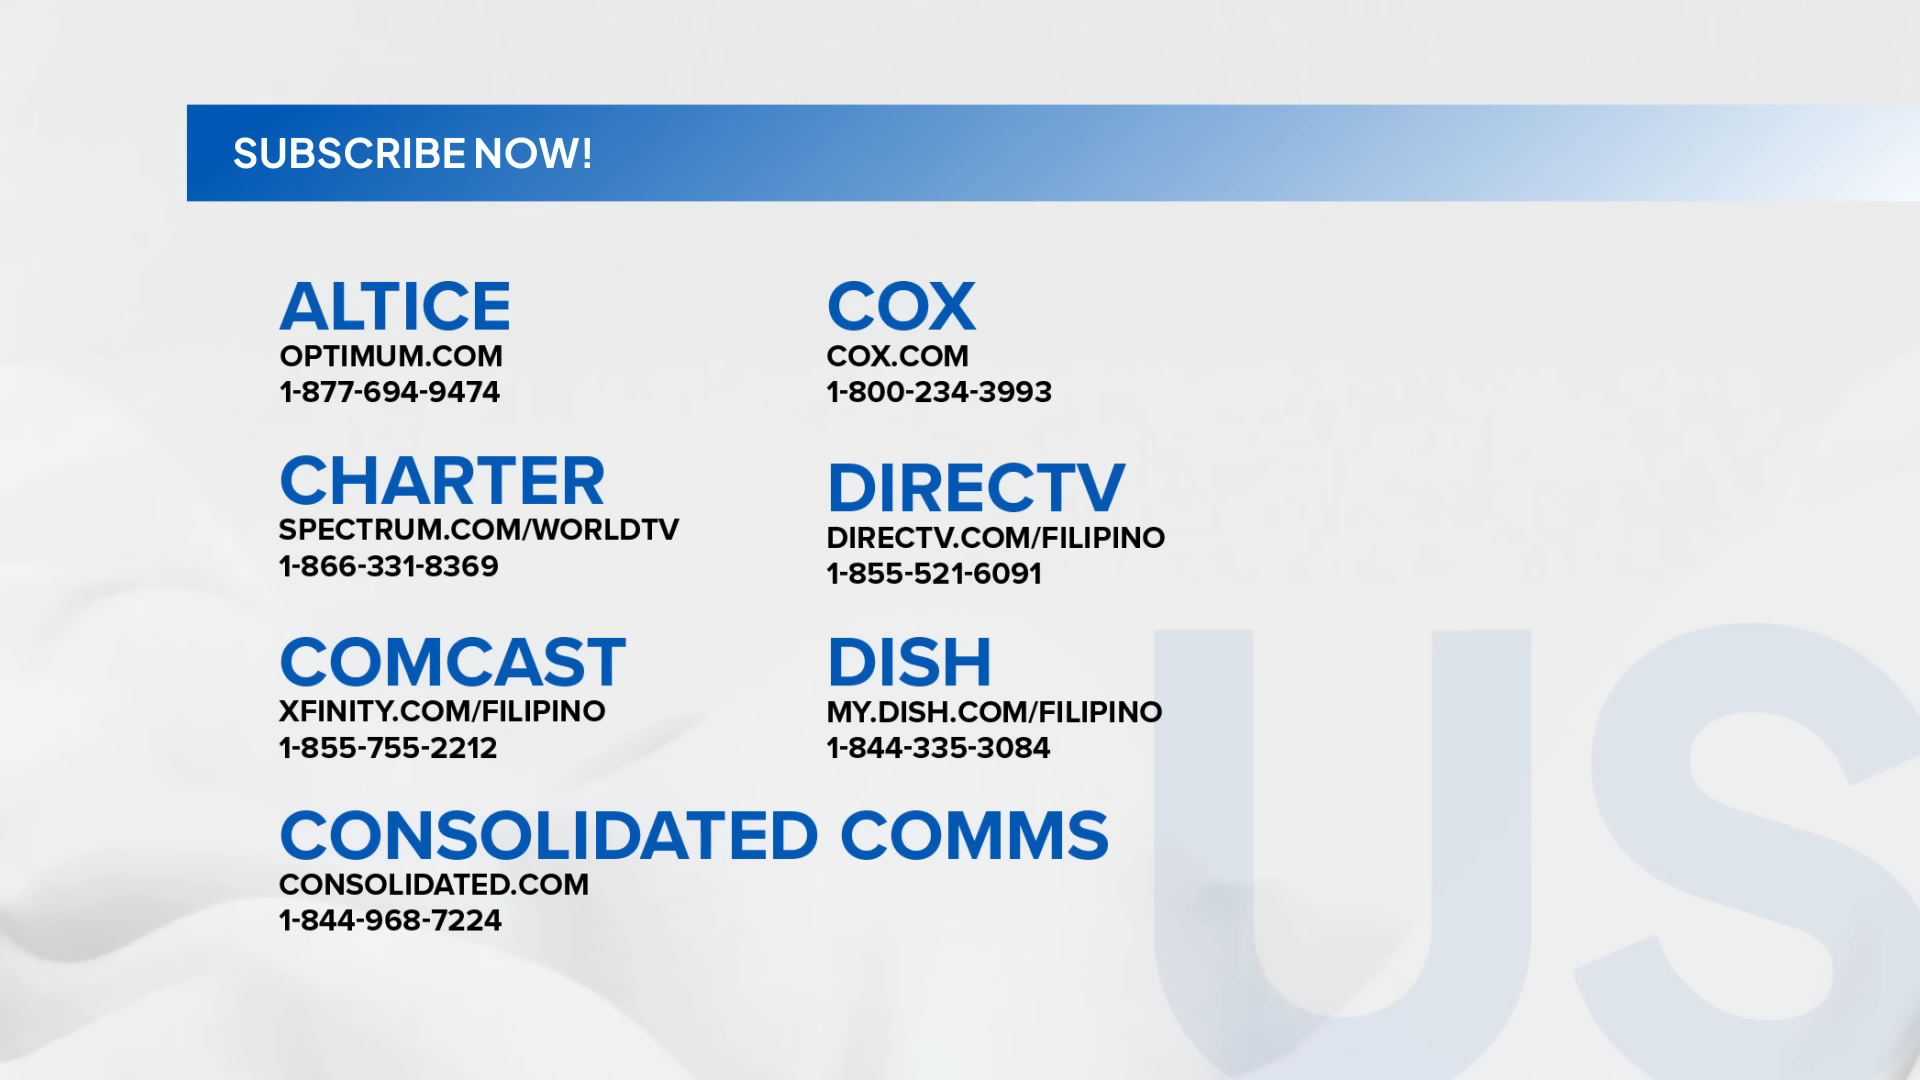 SUBSCRIBE NOW!
ALTICE
OPTIMUM.COM
1-877-694-9474
CHARTER
SPECTRUM.COM/WORLDTV
1-866-331-8369
COMCAST
XFINITY.COM/FILIPINO
1-855-755-2212
CONSOLIDATED COMMS
CONSOLIDATED.COM
1-844-968-7224
COX
COX.COM
1-800-234-3993
DIRECTV
DIRECTV.COM/FILIPINO
1-855-521-6091
DISH
MY.DISH.COM/FILIPINO
1-844-335-3084
US